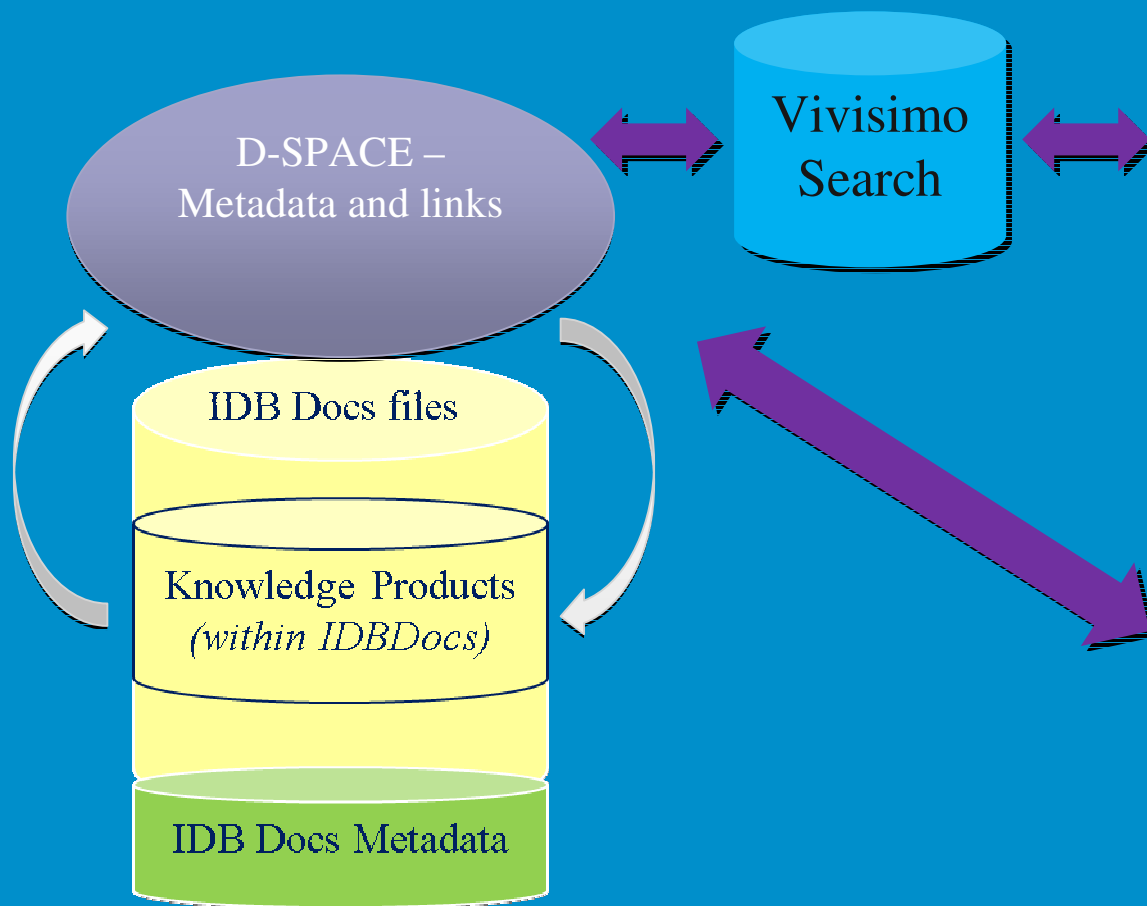 D-SPACE –
Metadata and links
Vivisimo
Search
IDB Docs files
Knowledge Products
(within IDBDocs)
IDB Docs Metadata